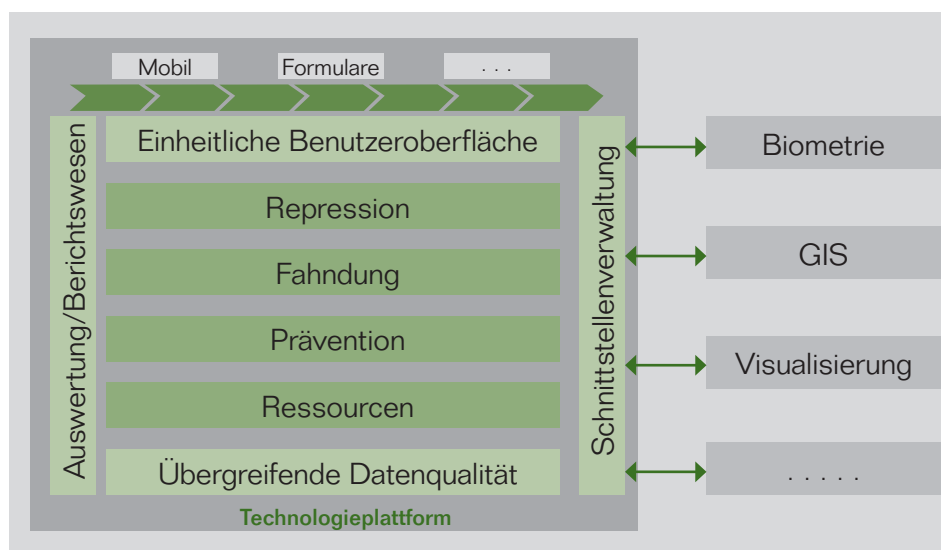 Mobil
Formulare
. . .
Auswertung/Berichtswesen
Einheitliche Benutzeroberfläche
Repression
Fahndung
Prävention
Ressourcen
Übergreifende Datenqualität
Schnittstellenverwaltung
Biometrie
GIS
Visualisierung
. . . . .
Technologieplattform